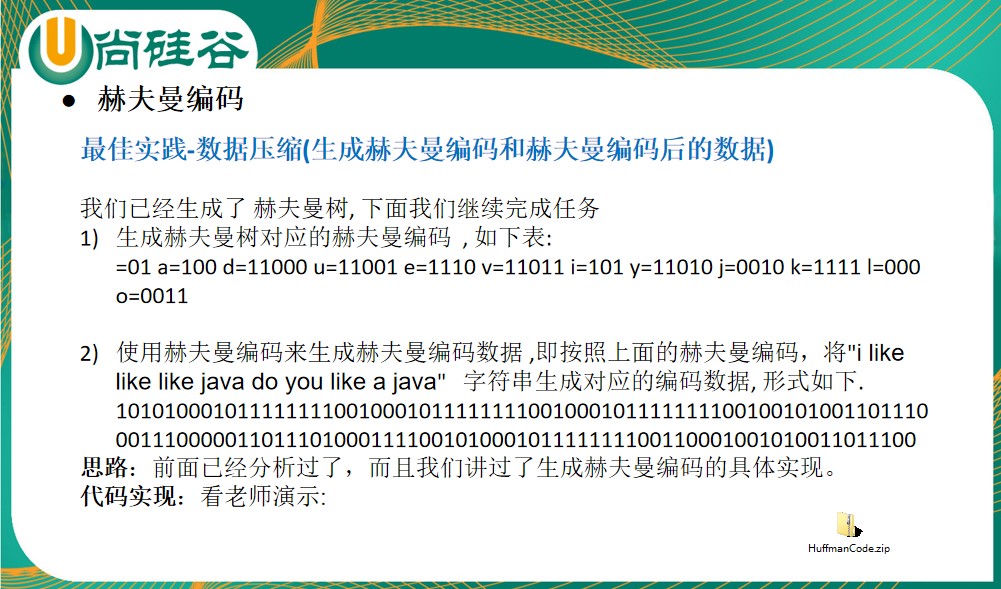 尚硅谷
● 赫夫曼编码
最佳实践-数据压缩(生成赫夫曼编码和赫夫曼编码后的数据)
我们已经生成了 赫夫曼树, 下面我们继续完成任务
1) 生成赫夫曼树对应的赫夫曼编码 , 如下表:
=01 a=100 d=11000 u=11001 e=1110 v=11011 i=101 y=11010 j=0010 k=1111 l=000
o=0011
2) 使用赫夫曼编码来生成赫夫曼编码数据 ,即按照上面的赫夫曼编码，将"i like
like like java do you like a java" 字符串生成对应的编码数据, 形式如下.
1010100010111111110010001011111111001000101111111100100101001101110
001110000011011101000111100101000101111111100110001001010011011100
思路：前面已经分析过了，而且我们讲过了生成赫夫曼编码的具体实现。
代码实现：看老师演示:
HuffmanCode.zip